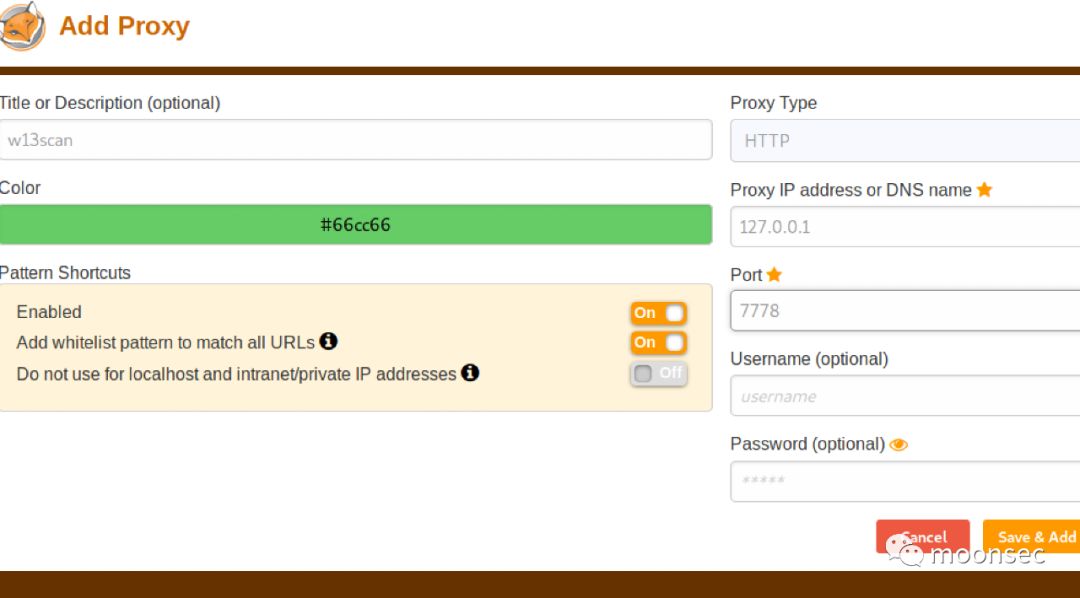 Add Proxy
Title or Description (optional)
w13scan
Color
#66cc66
Pattern Shortcuts
Enabled
On
Add whitelist pattern to match all URLs
On
Do not use for localhost and intranet/private IP addresses
Off
Proxy Type
HTTP
Proxy IP address or DNS name
127.0.0.1
Port
7778
Username (optional)
username
Password (optional)
*****
Cancel
Save & Add
moonsec